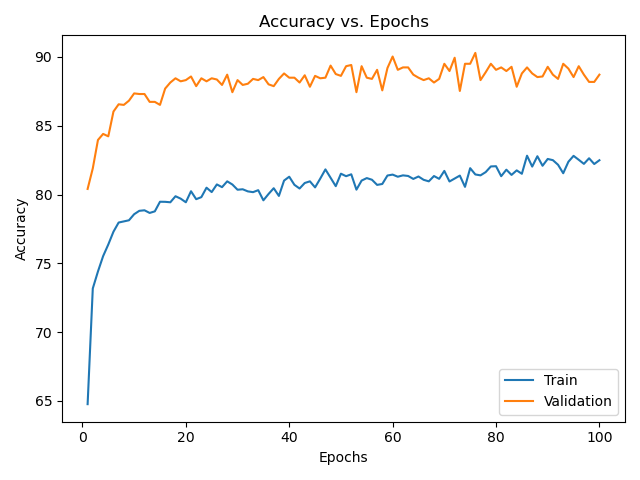 Accuracy vs. Epochs
Accuracy
90
85
80
75
70
65
0 20 40 60 80 100
Epochs
Train
Validation